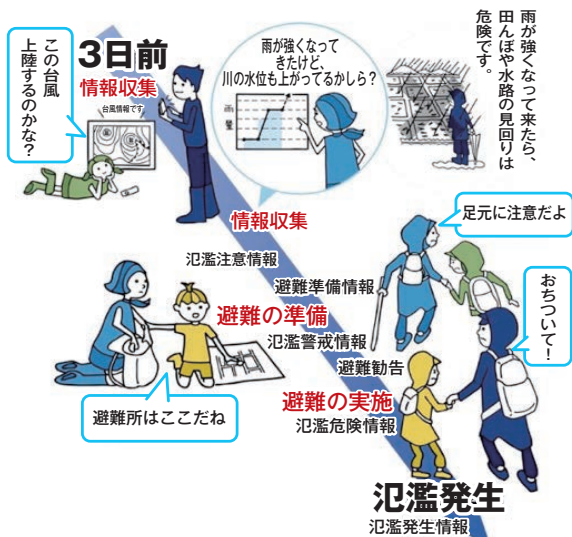 3日前
情報収集
この台風
上陸するのかな？
台風情報です
雨が強くなって
きたけど、
川の水位も上がってるかしら？
雨量
雨が強くなって来たら、
田んぼや水路の見回りは
危険です。
情報収集
氾濫注意情報
足元に注意だよ
避難準備情報
避難の準備
氾濫警戒情報
おちついて！
避難勧告
避難所はここだね
避難の実施
氾濫危険情報
氾濫発生
氾濫発生情報